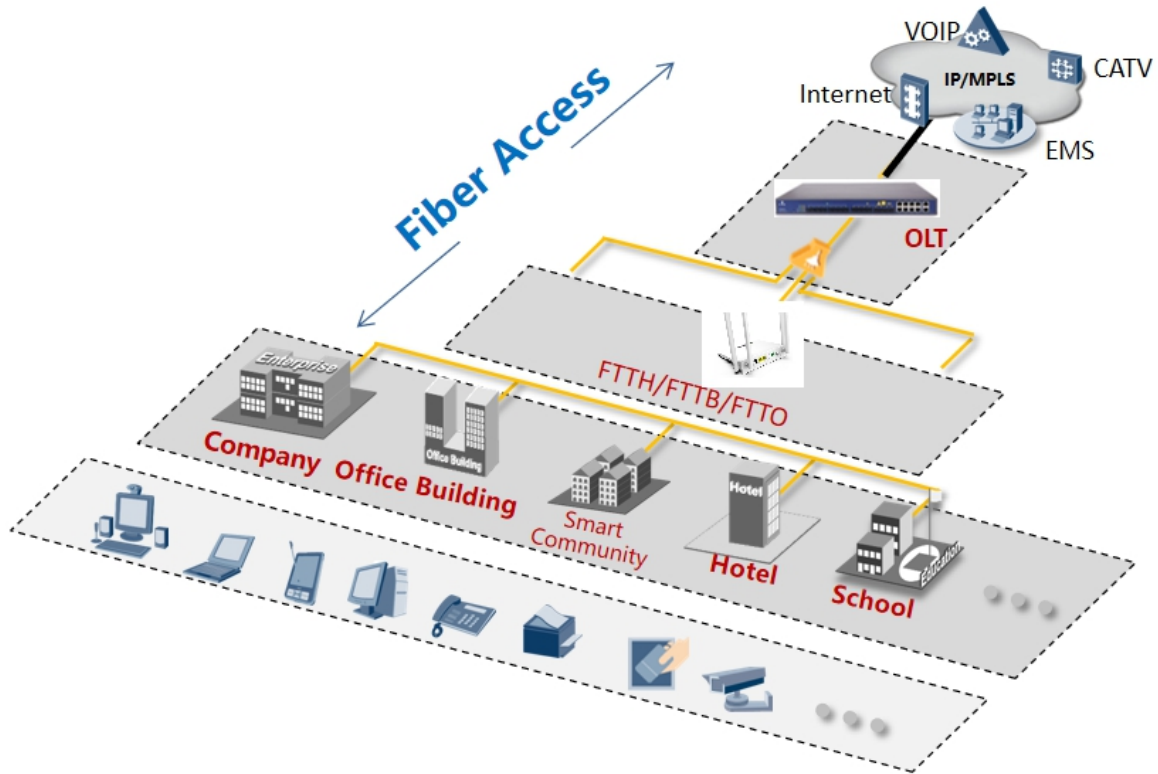 VOIP
IP/MPLS
CATV
Internet
EMS
Fiber Access
OLT
FTTH/FTTB/FTTO
Enterprise
Company
Office Building
Office Building
Smart
Community
Hotel
Hotel
Education
School